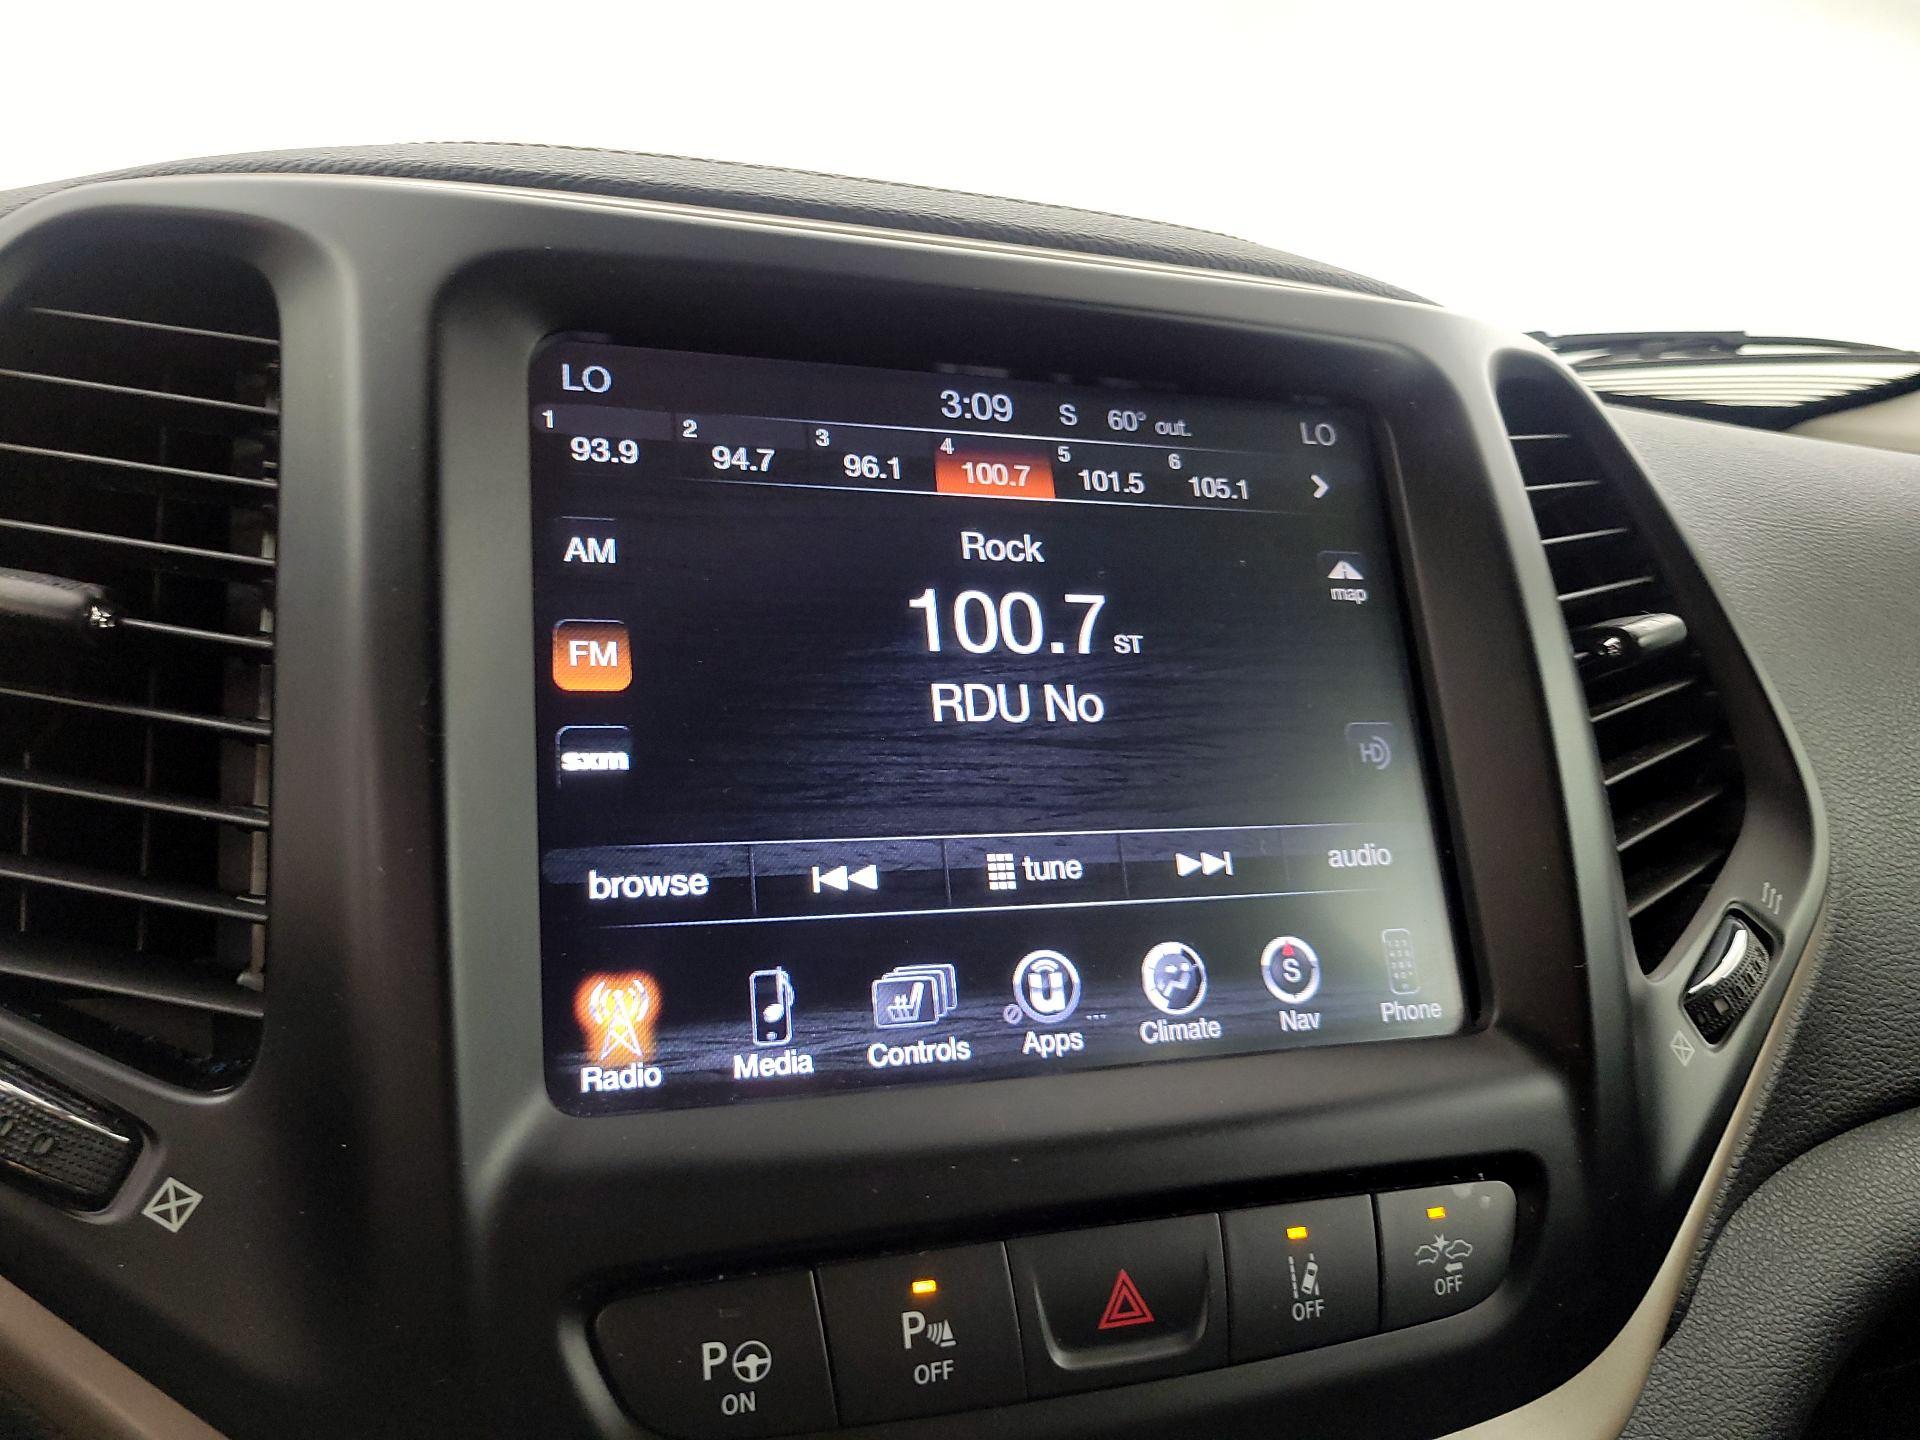 LO 3:09 S 60° out. LO
1 93.9 2 94.7 3 96.1 4 100.7 5 101.5 6 105.1
AM
Rock
map
FM
100.7 ST
RDU No
sxm
HD
browse tune audio
Radio Media Controls Apps ... Climate Nav Phone
S
P ON
P OFF
OFF
OFF